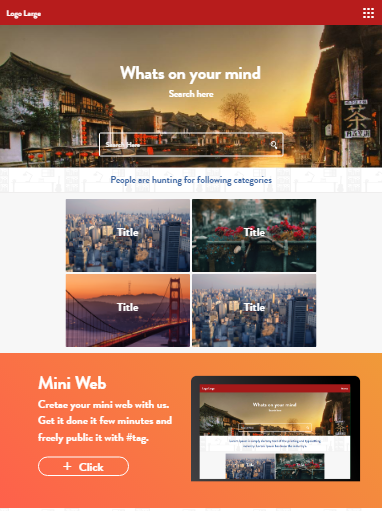 Logo Large
Whats on your mind
Search here
Search Here
People are hunting for following categories
Title
Title
Title
Title
Mini Web
Cretae your mini web with us.
Get it done it few minutes and
freely public it with #tag.
+ Click
Logo Large
Whats on your mind
茶